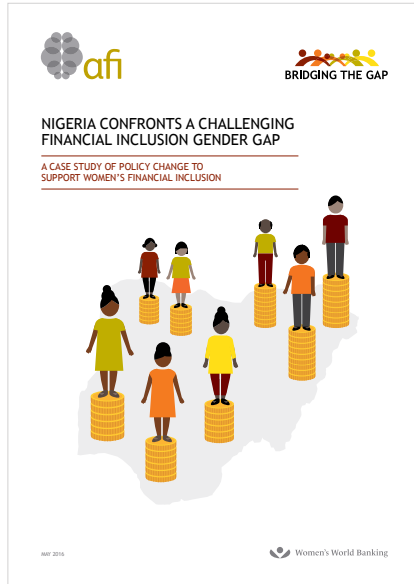 afi
BRIDGING THE GAP
NIGERIA CONFRONTS A CHALLENGING
FINANCIAL INCLUSION GENDER GAP
A CASE STUDY OF POLICY CHANGE TO
SUPPORT WOMEN'S FINANCIAL INCLUSION
MAY 2016
Women's World Banking